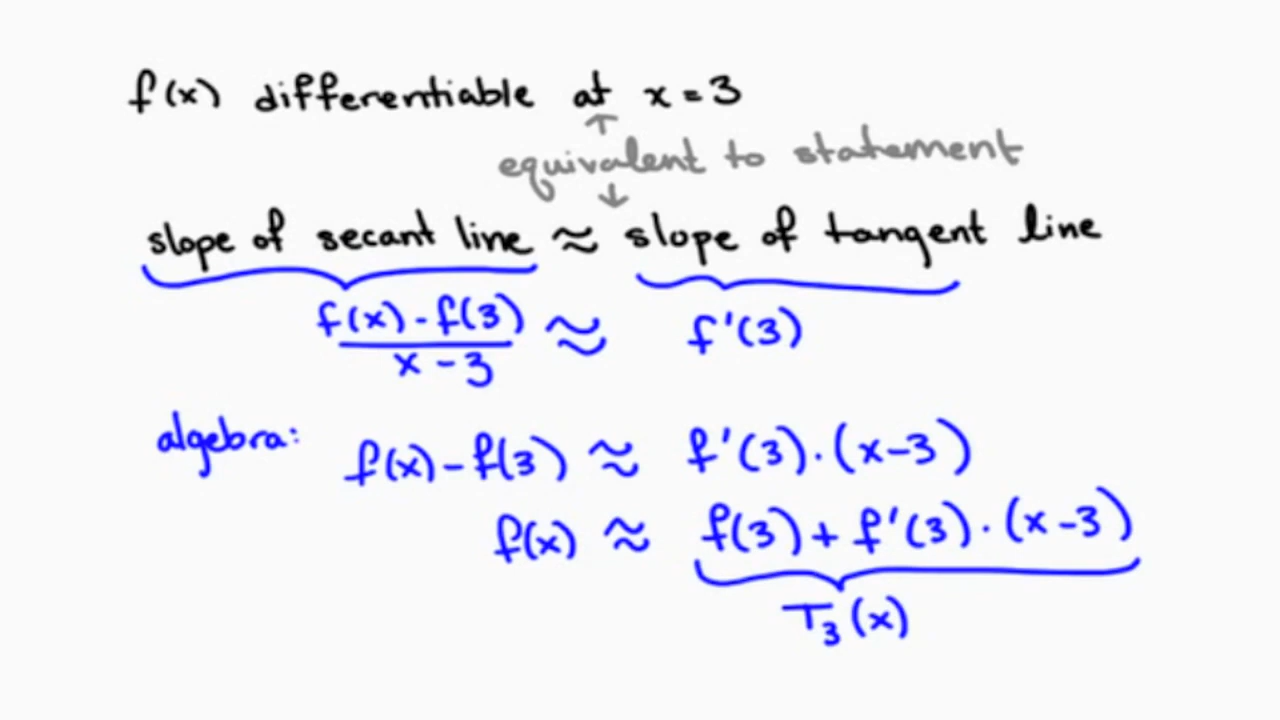 f(x) differentiable at x = 3
↑
equivalent to statement
↓
slope of secant line ≈ slope of tangent line
f(x) - f(3) / x - 3 ≈ f'(3)
algebra: f(x) - f(3) ≈ f'(3) · (x-3)
f(x) ≈ f(3) + f'(3) · (x-3)
T₃(x)